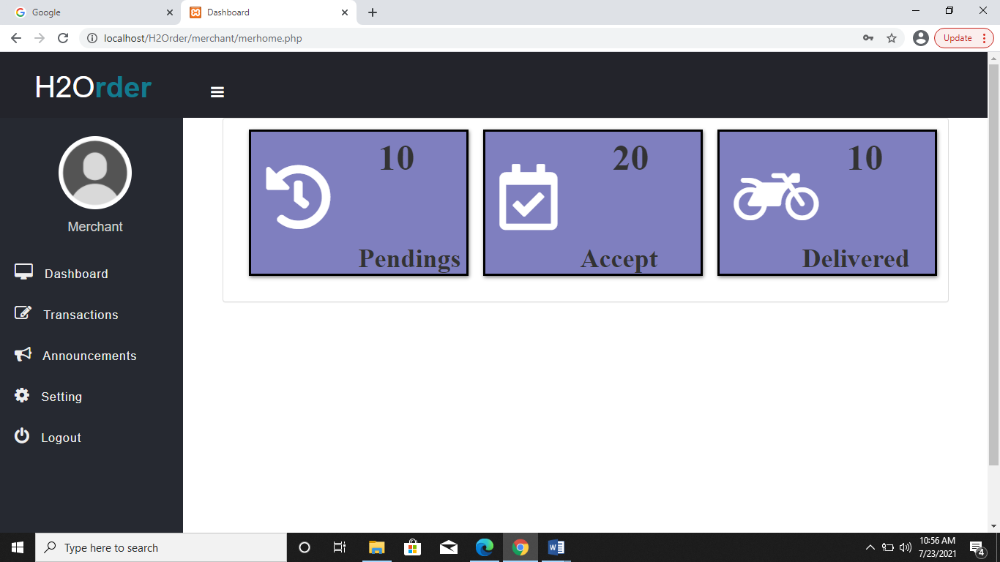 Google
Dashboard
localhost/H2Order/merchant/merhome.php
Update
H2Order
Merchant
Dashboard
Transactions
Announcements
Setting
Logout
10
Pendings
20
Accept
10
Delivered
Type here to search
10:56 AM
7/23/2021
4